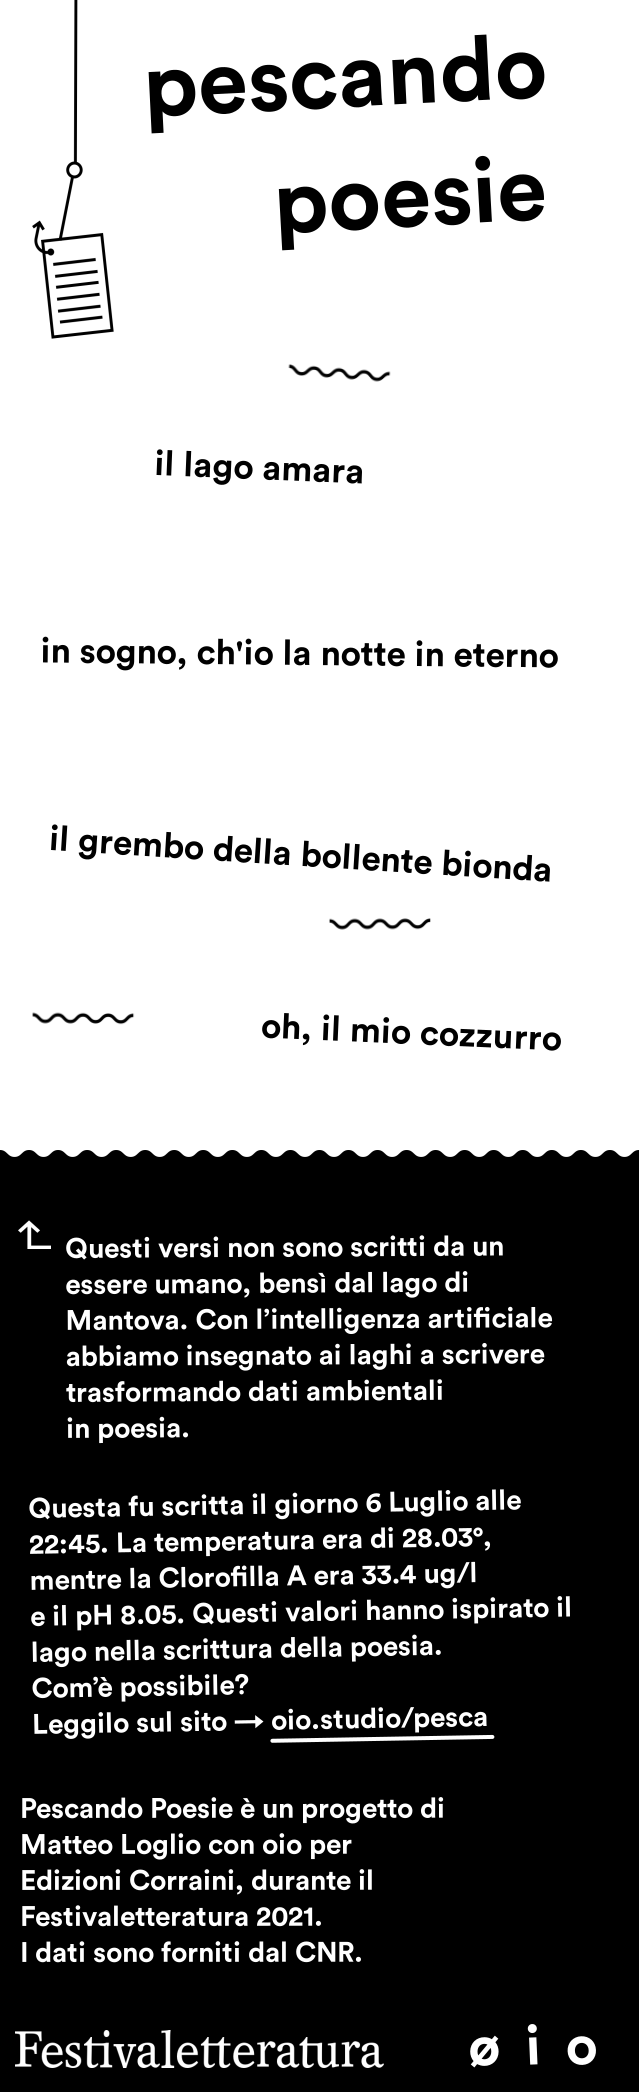 pescando
poesie
il lago amara
in sogno, ch'io la notte in eterno
il grembo della bollente bionda
oh, il mio cozzurro
Questi versi non sono scritti da un
essere umano, bensì dal lago di
Mantova. Con l’intelligenza artificiale
abbiamo insegnato ai laghi a scrivere
trasformando dati ambientali
in poesia.
Questa fu scritta il giorno 6 Luglio alle
22:45. La temperatura era di 28.03°,
mentre la Clorofilla A era 33.4 ug/l
e il pH 8.05. Questi valori hanno ispirato il
lago nella scrittura della poesia.
Com’è possibile?
Leggilo sul sito → oio.studio/pesca
Pescando Poesie è un progetto di
Matteo Loglio con oio per
Edizioni Corraini, durante il
Festivaletteratura 2021.
I dati sono forniti dal CNR.
Festivaletteratura ø i o